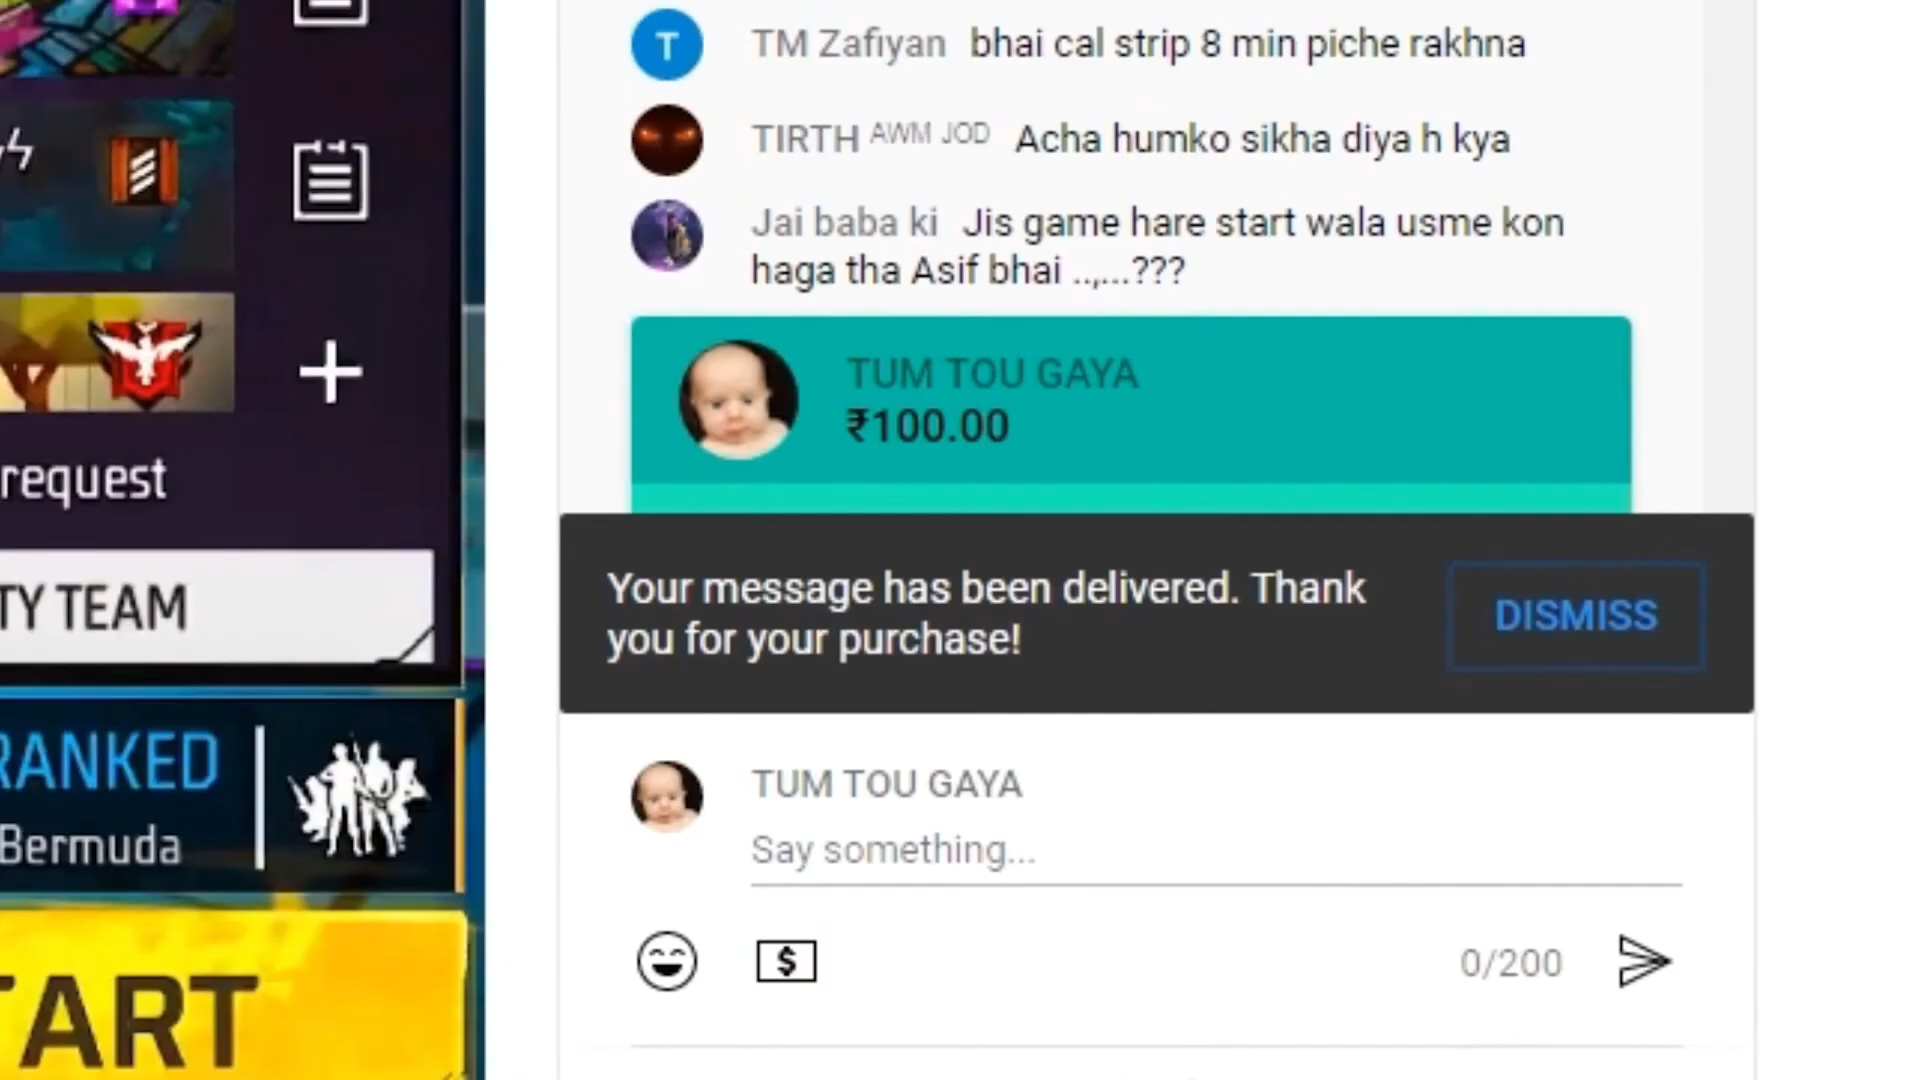 request
TY TEAM
RANKED
Bermuda
TART
T
TM Zafiyan bhai cal strip 8 min piche rakhna
TIRTH AWM JOD Acha humko sikha diya h kya
Jai baba ki Jis game hare start wala usme kon
haga tha Asif bhai ..,...???
TUM TOU GAYA
₹100.00
Your message has been delivered. Thank
you for your purchase!
DISMISS
TUM TOU GAYA
Say something...
$
0/200